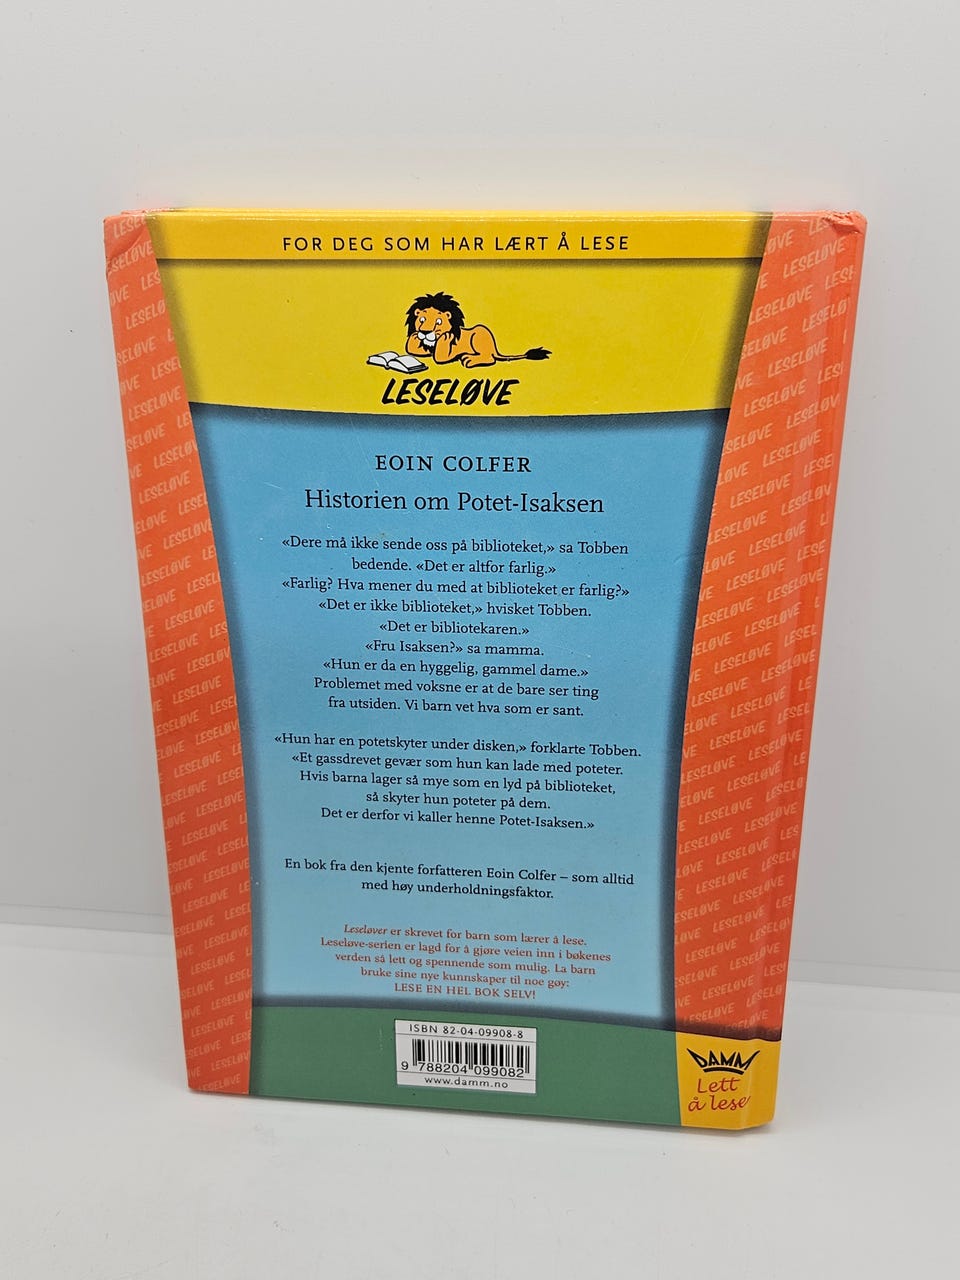 FOR DEG SOM HAR LÆRT Å LESE
LESELØVE
EOIN COLFER
Historien om Potet-Isaksen
«Dere må ikke sende oss på biblioteket,» sa Tobben
bedende. «Det er altfor farlig.»
«Farlig? Hva mener du med at biblioteket er farlig?»
«Det er ikke biblioteket,» hvisket Tobben.
«Det er bibliotekaren.»
«Fru Isaksen?» sa mamma.
«Hun er da en hyggelig, gammel dame.»
Problemet med voksne er at de bare ser ting
fra utsiden. Vi barn vet hva som er sant.
«Hun har en potetskyter under disken,» forklarte Tobben.
«Et gassdrevet gevær som hun kan lade med poteter.
Hvis barna lager så mye som en lyd på biblioteket,
så skyter hun poteter på dem.
Det er derfor vi kaller henne Potet-Isaksen.»
En bok fra den kjente forfatteren Eoin Colfer – som alltid
med høy underholdningsfaktor.
Leseløver er skrevet for barn som lærer å lese.
Leseløve-serien er lagd for å gjøre veien inn i bøkenes
verden så lett og spennende som mulig. La barn
bruke sine nye kunnskaper til noe gøy:
LESE EN HEL BOK SELV!
ISBN 82-04-09908-8
9 788204 099082
www.damm.no
DAMM
Lett
å lese